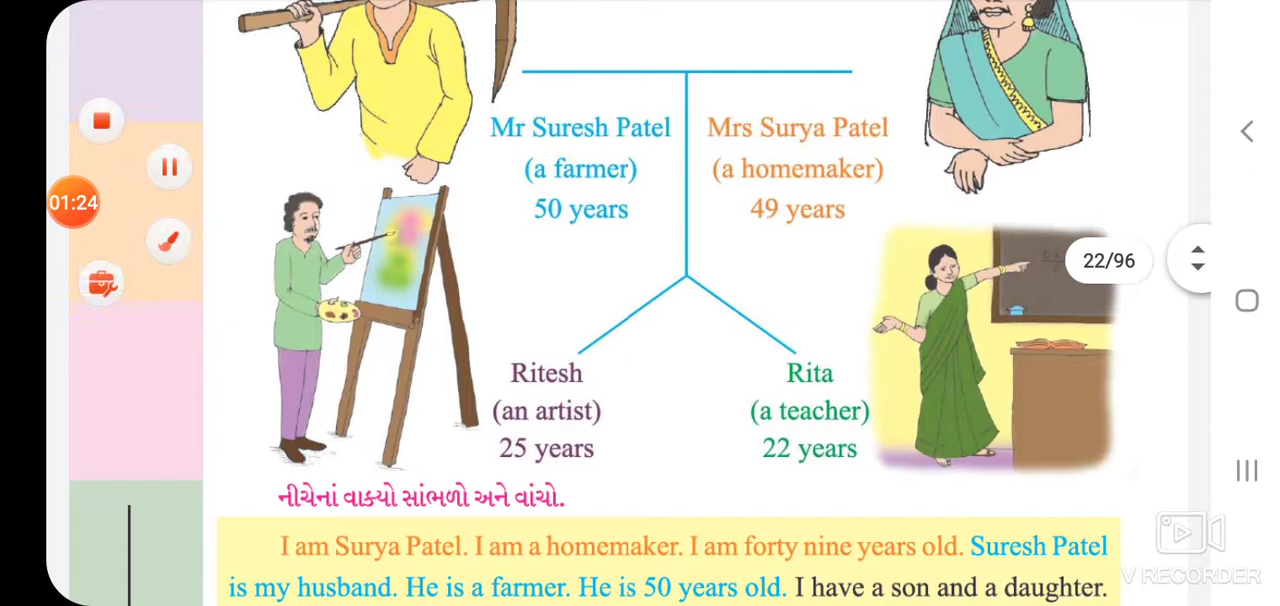 Mr Suresh Patel
(a farmer)
50 years
Mrs Surya Patel
(a homemaker)
49 years
01:24
22/96
Ritesh
(an artist)
25 years
Rita
(a teacher)
22 years
નીચેનાં વાક્યો સાંભળો અને વાંચો.
I am Surya Patel. I am a homemaker. I am forty nine years old. Suresh Patel
is my husband. He is a farmer. He is 50 years old. I have a son and a daughter.
V RECORDER